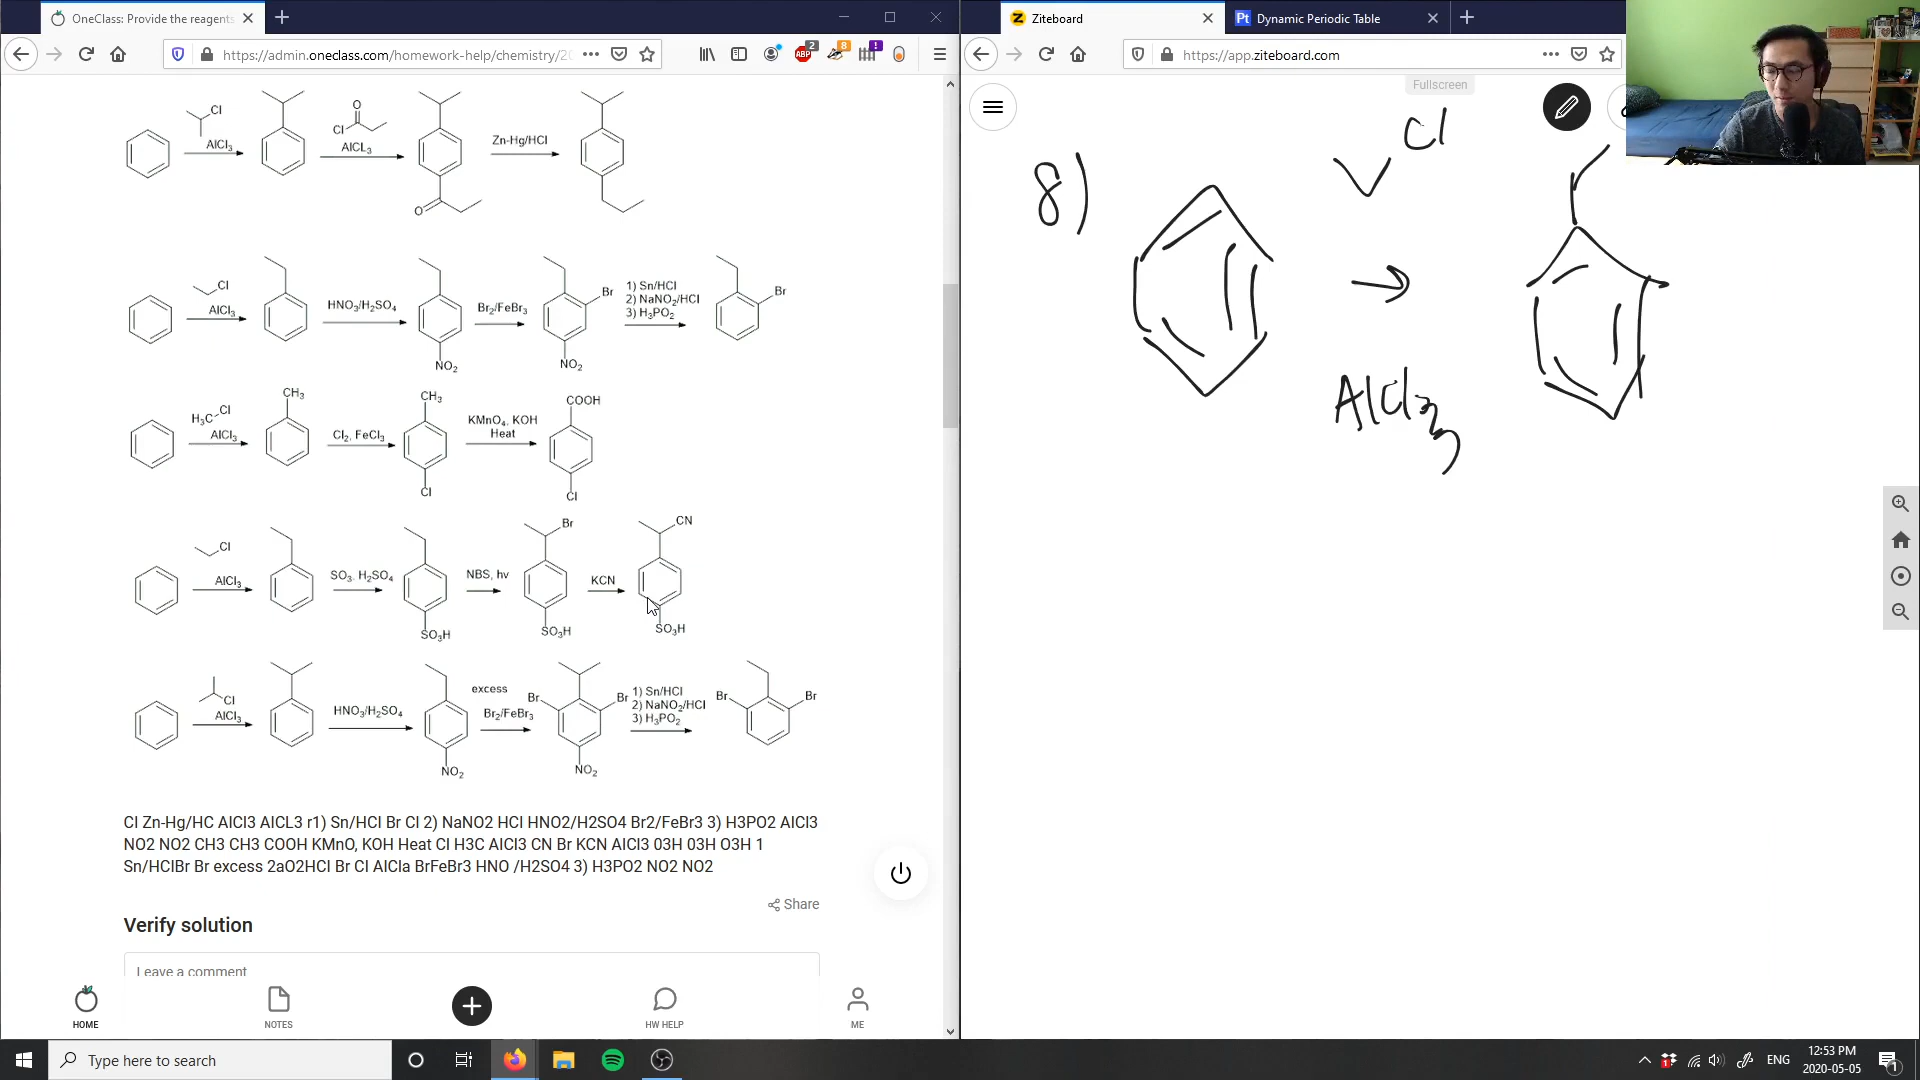 OneClass: Provide the reagents
https://admin.oneclass.com/homework-help/chemistry/20
2
8
!
Ziteboard
Dynamic Periodic Table
https://app.ziteboard.com
Fullscreen
Cl
AlCl3
O
Cl
AlCL3
O
Zn-Hg/HCl
Cl
AlCl3
HNO3/H2SO4
NO2
Br2/FeBr3
Br
NO2
1) Sn/HCl
2) NaNO2/HCl
3) H3PO2
Br
H3C Cl
AlCl3
CH3
Cl2, FeCl3
CH3
Cl
KMnO4, KOH
Heat
COOH
Cl
Cl
AlCl3
SO3, H2SO4
SO3H
NBS, hv
Br
SO3H
KCN
CN
SO3H
Cl
AlCl3
HNO3/H2SO4
NO2
excess
Br2/FeBr3
Br Br
NO2
1) Sn/HCl
2) NaNO2/HCl
3) H3PO2
Br Br
Cl Zn-Hg/HC AlCl3 AlCL3 r1) Sn/HCl Br Cl 2) NaNO2 HCl HNO2/H2SO4 Br2/FeBr3 3) H3PO2 AlCl3
NO2 NO2 CH3 CH3 COOH KMnO, KOH Heat Cl H3C AlCl3 CN Br KCN AlCl3 03H 03H O3H 1
Sn/HClBr Br excess 2aO2HCl Br Cl AlCla BrFeBr3 HNO /H2SO4 3) H3PO2 NO2 NO2
Share
Verify solution
Leave a comment
HOME
NOTES
HW HELP
ME
8)
Cl
AlCl3
Type here to search
ENG
12:53 PM
2020-05-05
1